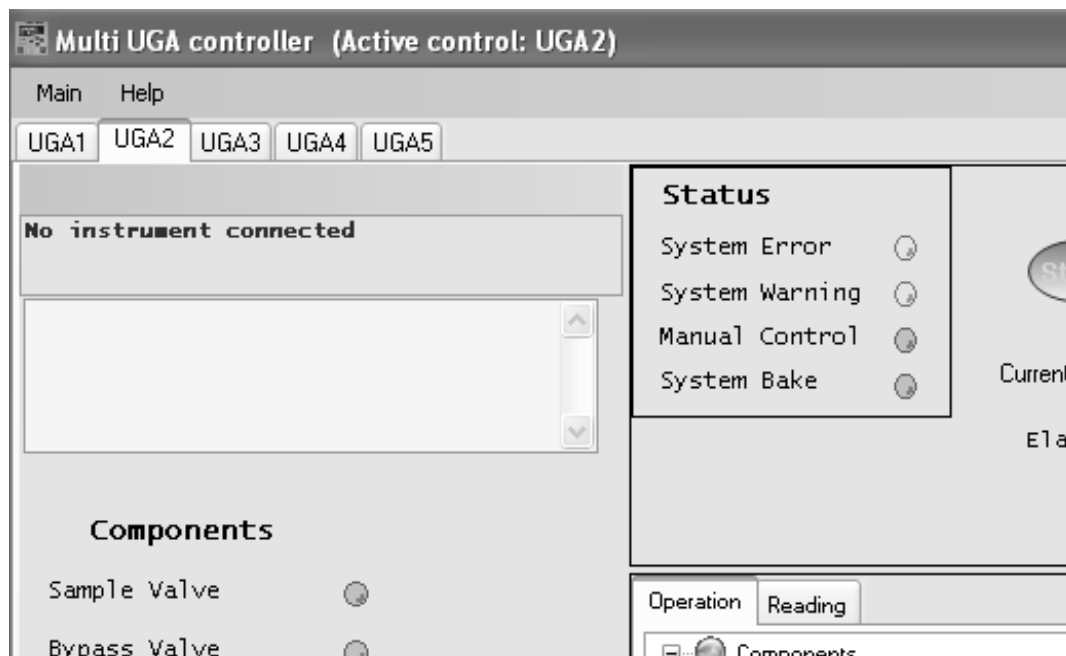 Multi UGA controller (Active control: UGA2)
Main Help
UGA1 UGA2 UGA3 UGA4 UGA5
No instrument connected
Status
System Error
System Warning
Manual Control
System Bake
Components
Sample Valve
Bypass Valve
Operation Reading
Components